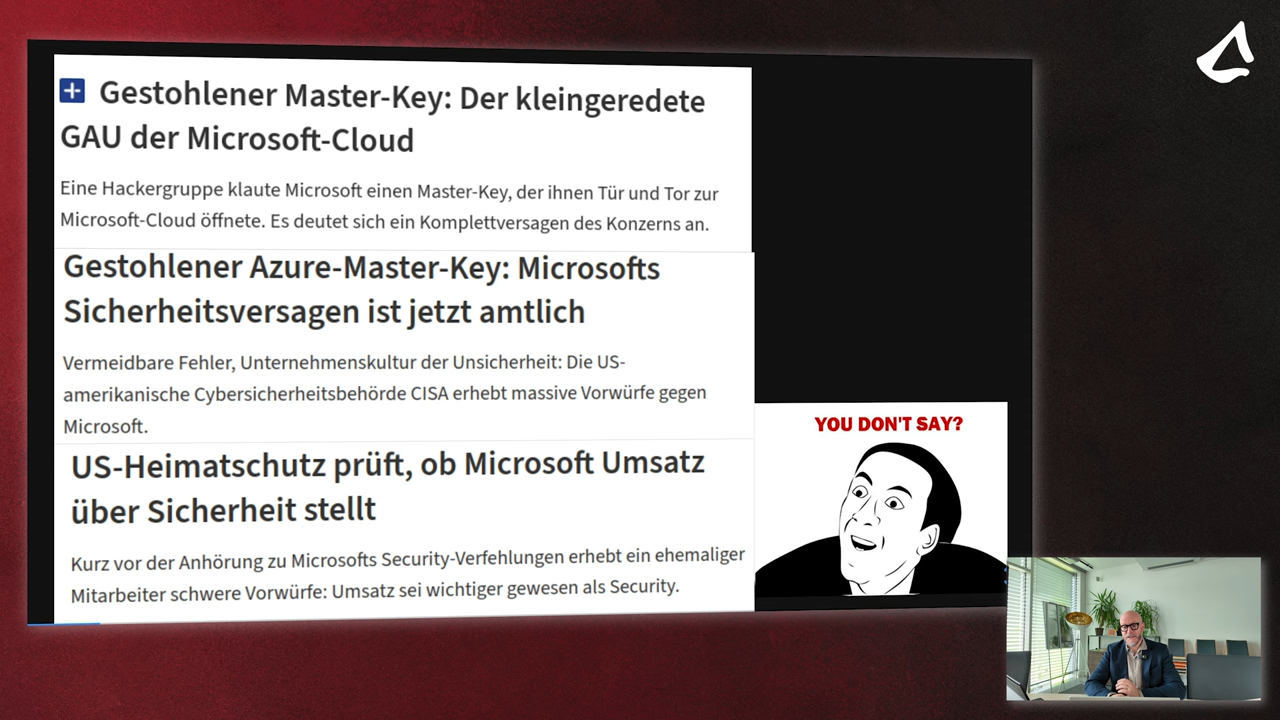 Gestohlener Master-Key: Der kleingeredete
GAU der Microsoft-Cloud
Eine Hackergruppe klaute Microsoft einen Master-Key, der ihnen Tür und Tor zur
Microsoft-Cloud öffnete. Es deutet sich ein Komplettversagen des Konzerns an.
Gestohlener Azure-Master-Key: Microsofts
Sicherheitsversagen ist jetzt amtlich
Vermeidbare Fehler, Unternehmenskultur der Unsicherheit: Die US-
amerikanische Cybersicherheitsbehörde CISA erhebt massive Vorwürfe gegen
Microsoft.
US-Heimatschutz prüft, ob Microsoft Umsatz
über Sicherheit stellt
Kurz vor der Anhörung zu Microsofts Security-Verfehlungen erhebt ein ehemaliger
Mitarbeiter schwere Vorwürfe: Umsatz sei wichtiger gewesen als Security.
YOU DON'T SAY?